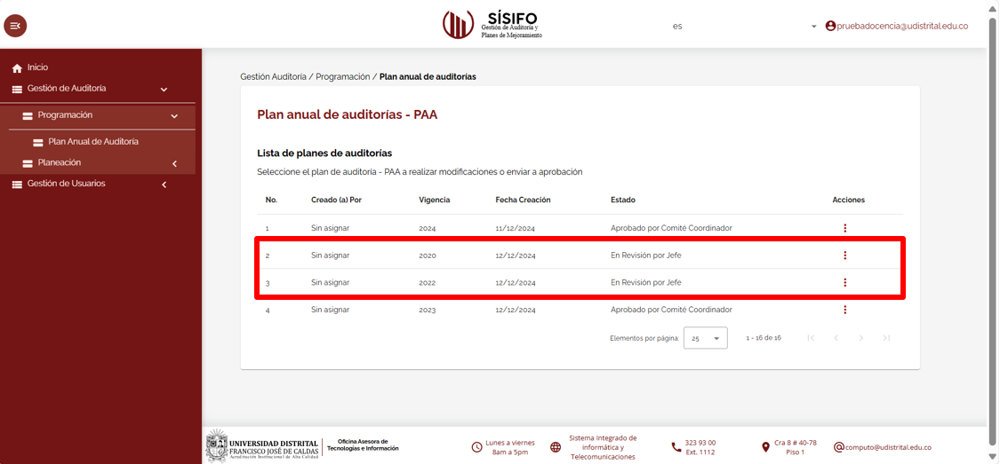 SÍSIFO
Gestión de Auditoría y
Planes de Mejoramiento
es
pruebadocencia@udistrital.edu.co
Inicio
Gestión de Auditoría
Programación
Plan Anual de Auditoría
Planeación
Gestión de Usuarios
Gestión Auditoría / Programación / Plan anual de auditorías
Plan anual de auditorías - PAA
Lista de planes de auditorías
Seleccione el plan de auditoría - PAA a realizar modificaciones o enviar a aprobación
No. Creado (a) Por Vigencia Fecha Creación Estado Acciones
1 Sin asignar 2024 11/12/2024 Aprobado por Comité Coordinador
2 Sin asignar 2020 12/12/2024 En Revisión por Jefe
3 Sin asignar 2022 12/12/2024 En Revisión por Jefe
4 Sin asignar 2023 12/12/2024 Aprobado por Comité Coordinador
Elementos por página: 25 1 - 16 de 16
UNIVERSIDAD DISTRITAL
FRANCISCO JOSÉ DE CALDAS
Acreditación Institucional de Alta Calidad
Oficina Asesora de
Tecnologías e Información
Lunes a viernes
8am a 5pm
Sistema Integrado de
informática y
Telecomunicaciones
323 93 00
Ext. 1112
Cra 8 # 40-78
Piso 1
computo@udistrital.edu.co